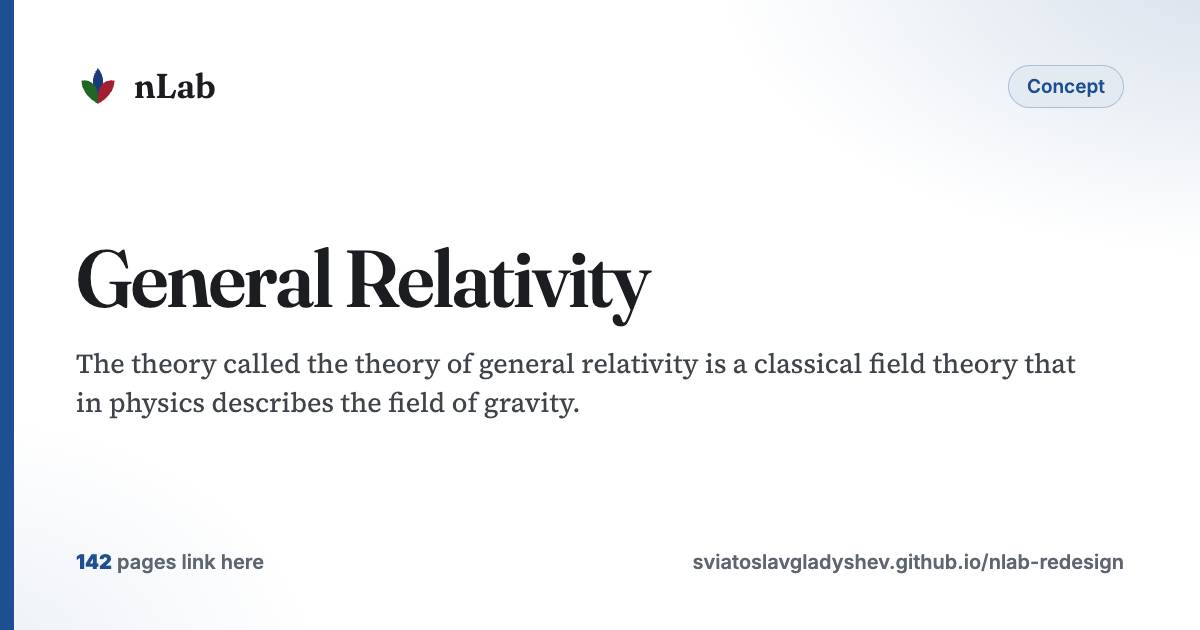 nLab
Concept
General Relativity
The theory called the theory of general relativity is a classical field theory that
in physics describes the field of gravity.
142 pages link here
sviatoslavgladyshev.github.io/nlab-redesign